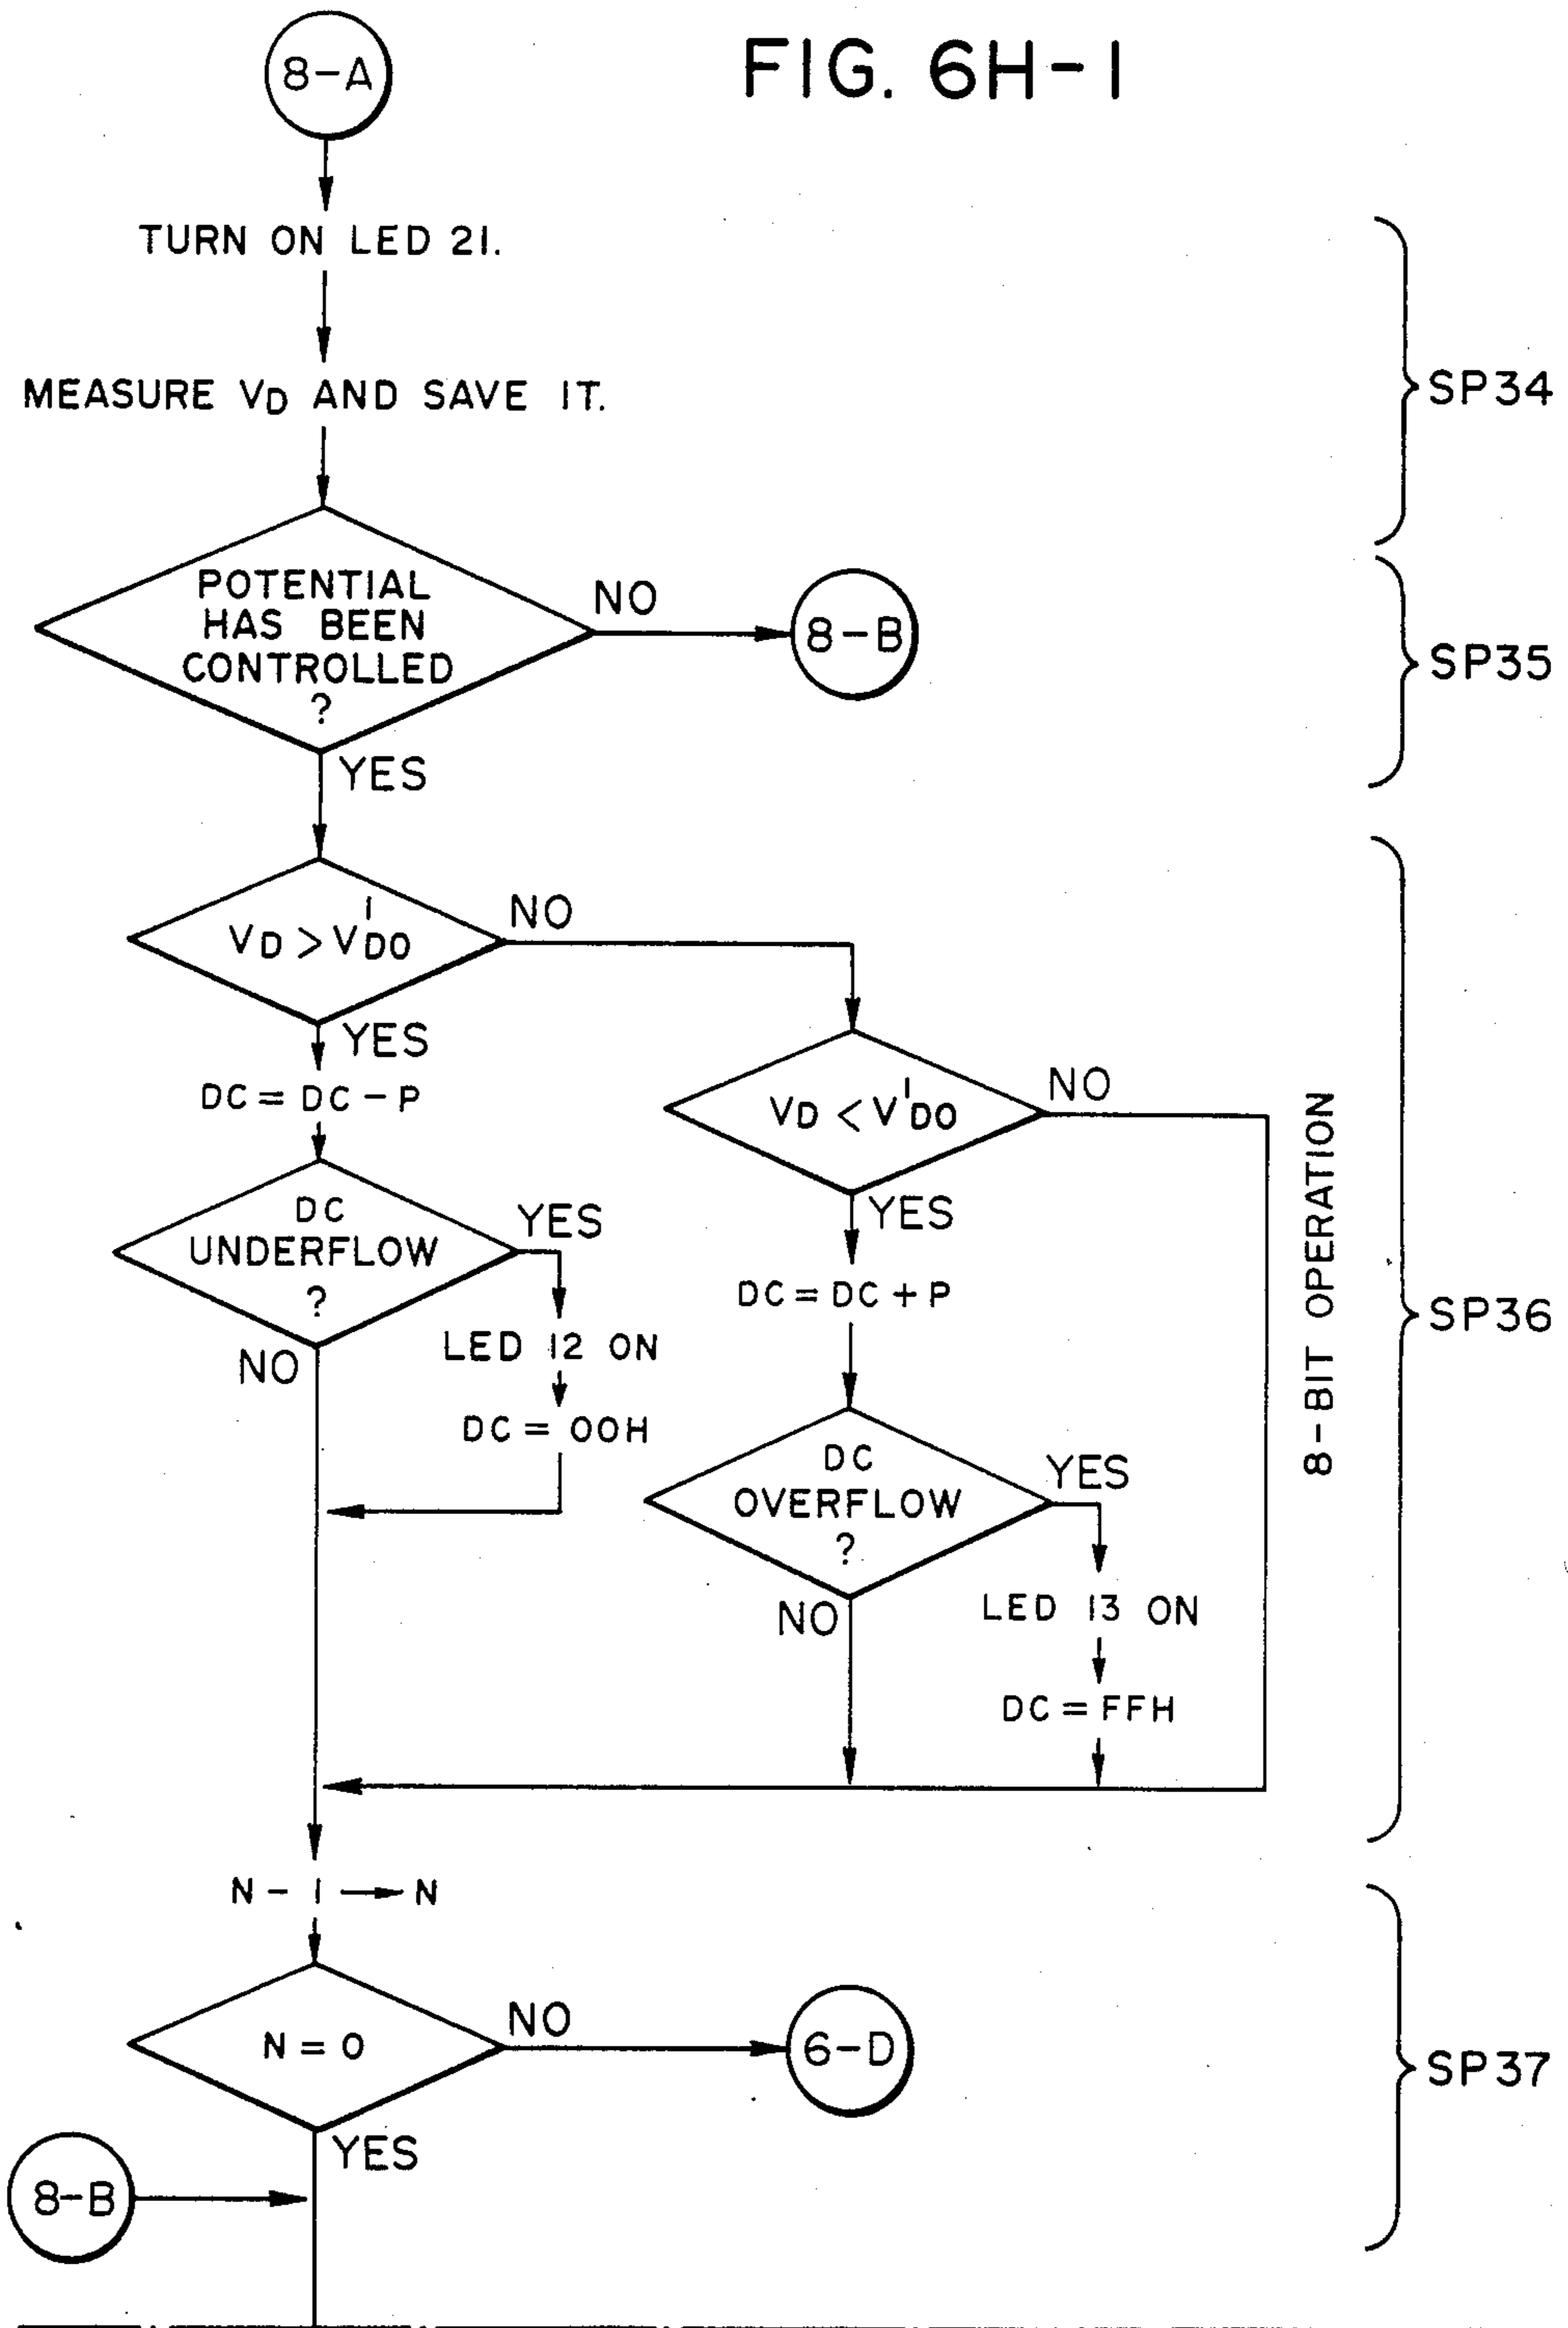 FIG. 6H-1
8-A
TURN ON LED 21.
MEASURE VD AND SAVE IT.
SP34
POTENTIAL
HAS BEEN
CONTROLLED
?
NO
8-B
SP35
YES
VD > V'DO
NO
YES
DC = DC - P
VD < V'DO
NO
DC
UNDERFLOW
?
YES
YES
DC = DC + P
LED 12 ON
NO
DC = 00H
8-BIT OPERATION
SP36
DC
OVERFLOW
?
YES
LED 13 ON
NO
DC = FFH
N - 1 → N
N = 0
NO
6-D
SP37
YES
8-B